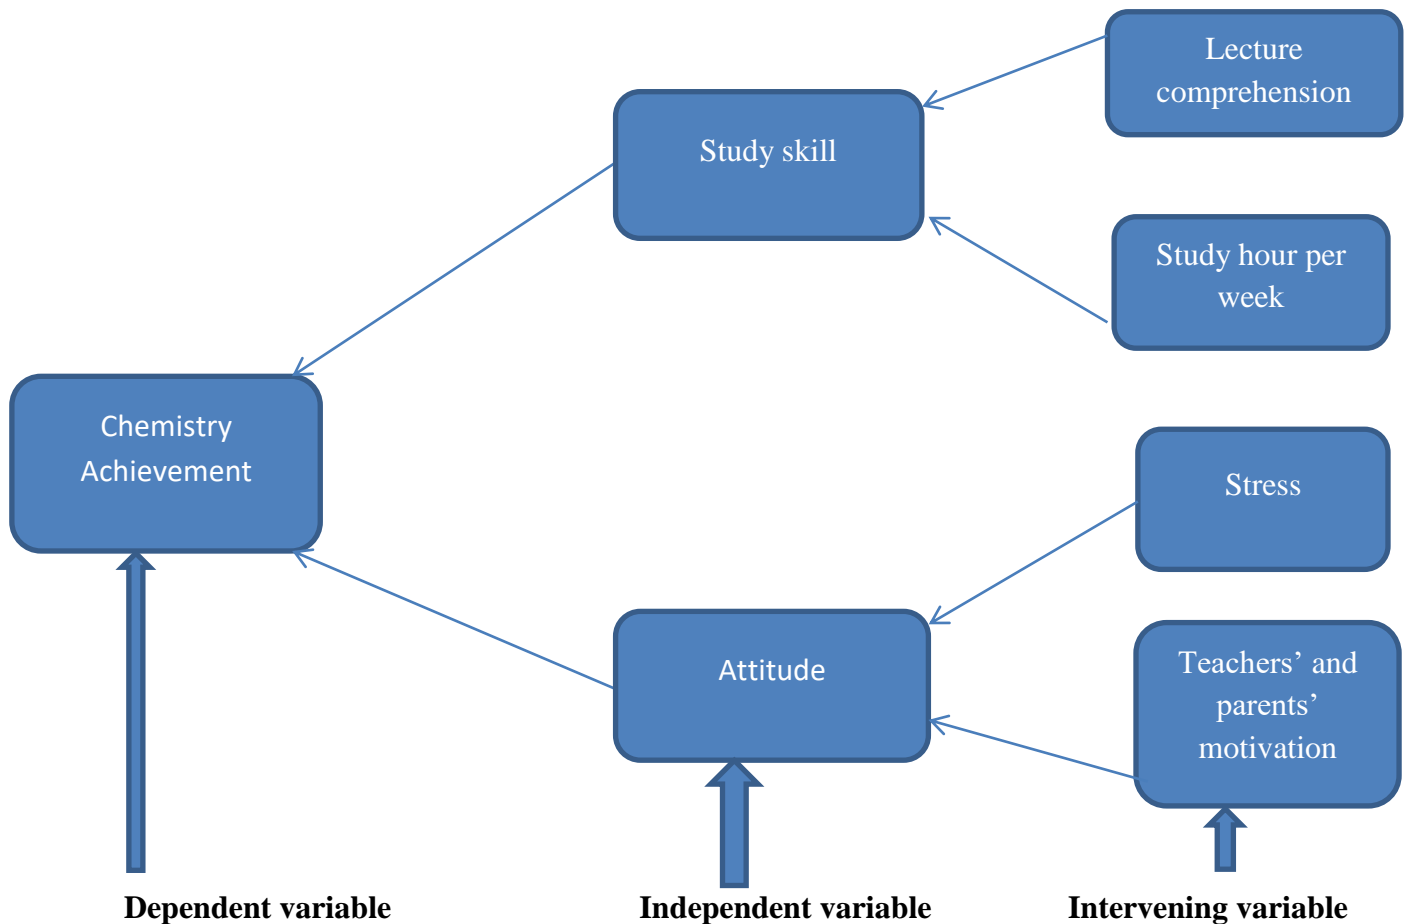 Lecture
comprehension
Study skill
Study hour per
week
Chemistry
Achievement
Stress
Attitude
Teachers’ and
parents’
motivation
Dependent variable
Independent variable
Intervening variable